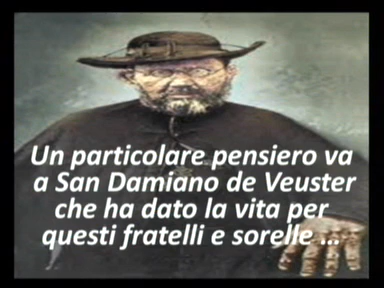 Un particolare pensiero va
a San Damiano de Veuster
che ha dato la vita per
questi fratelli e sorelle ...